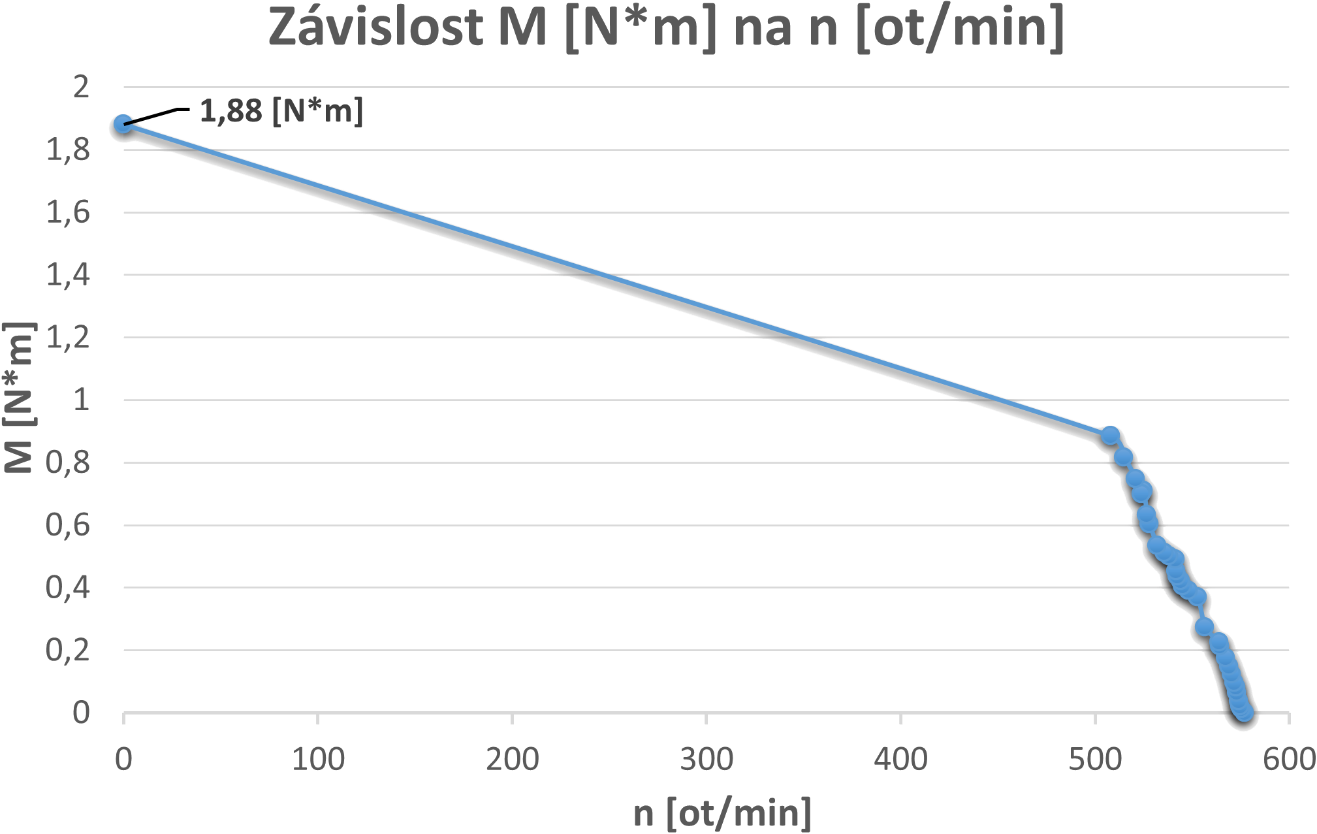 Závislost M [N*m] na n [ot/min]
2
1,88 [N*m]
1,8
1,6
1,4
1,2
1
0,8
0,6
0,4
0,2
0
M [N*m]
0 100 200 300 400 500 600
n [ot/min]